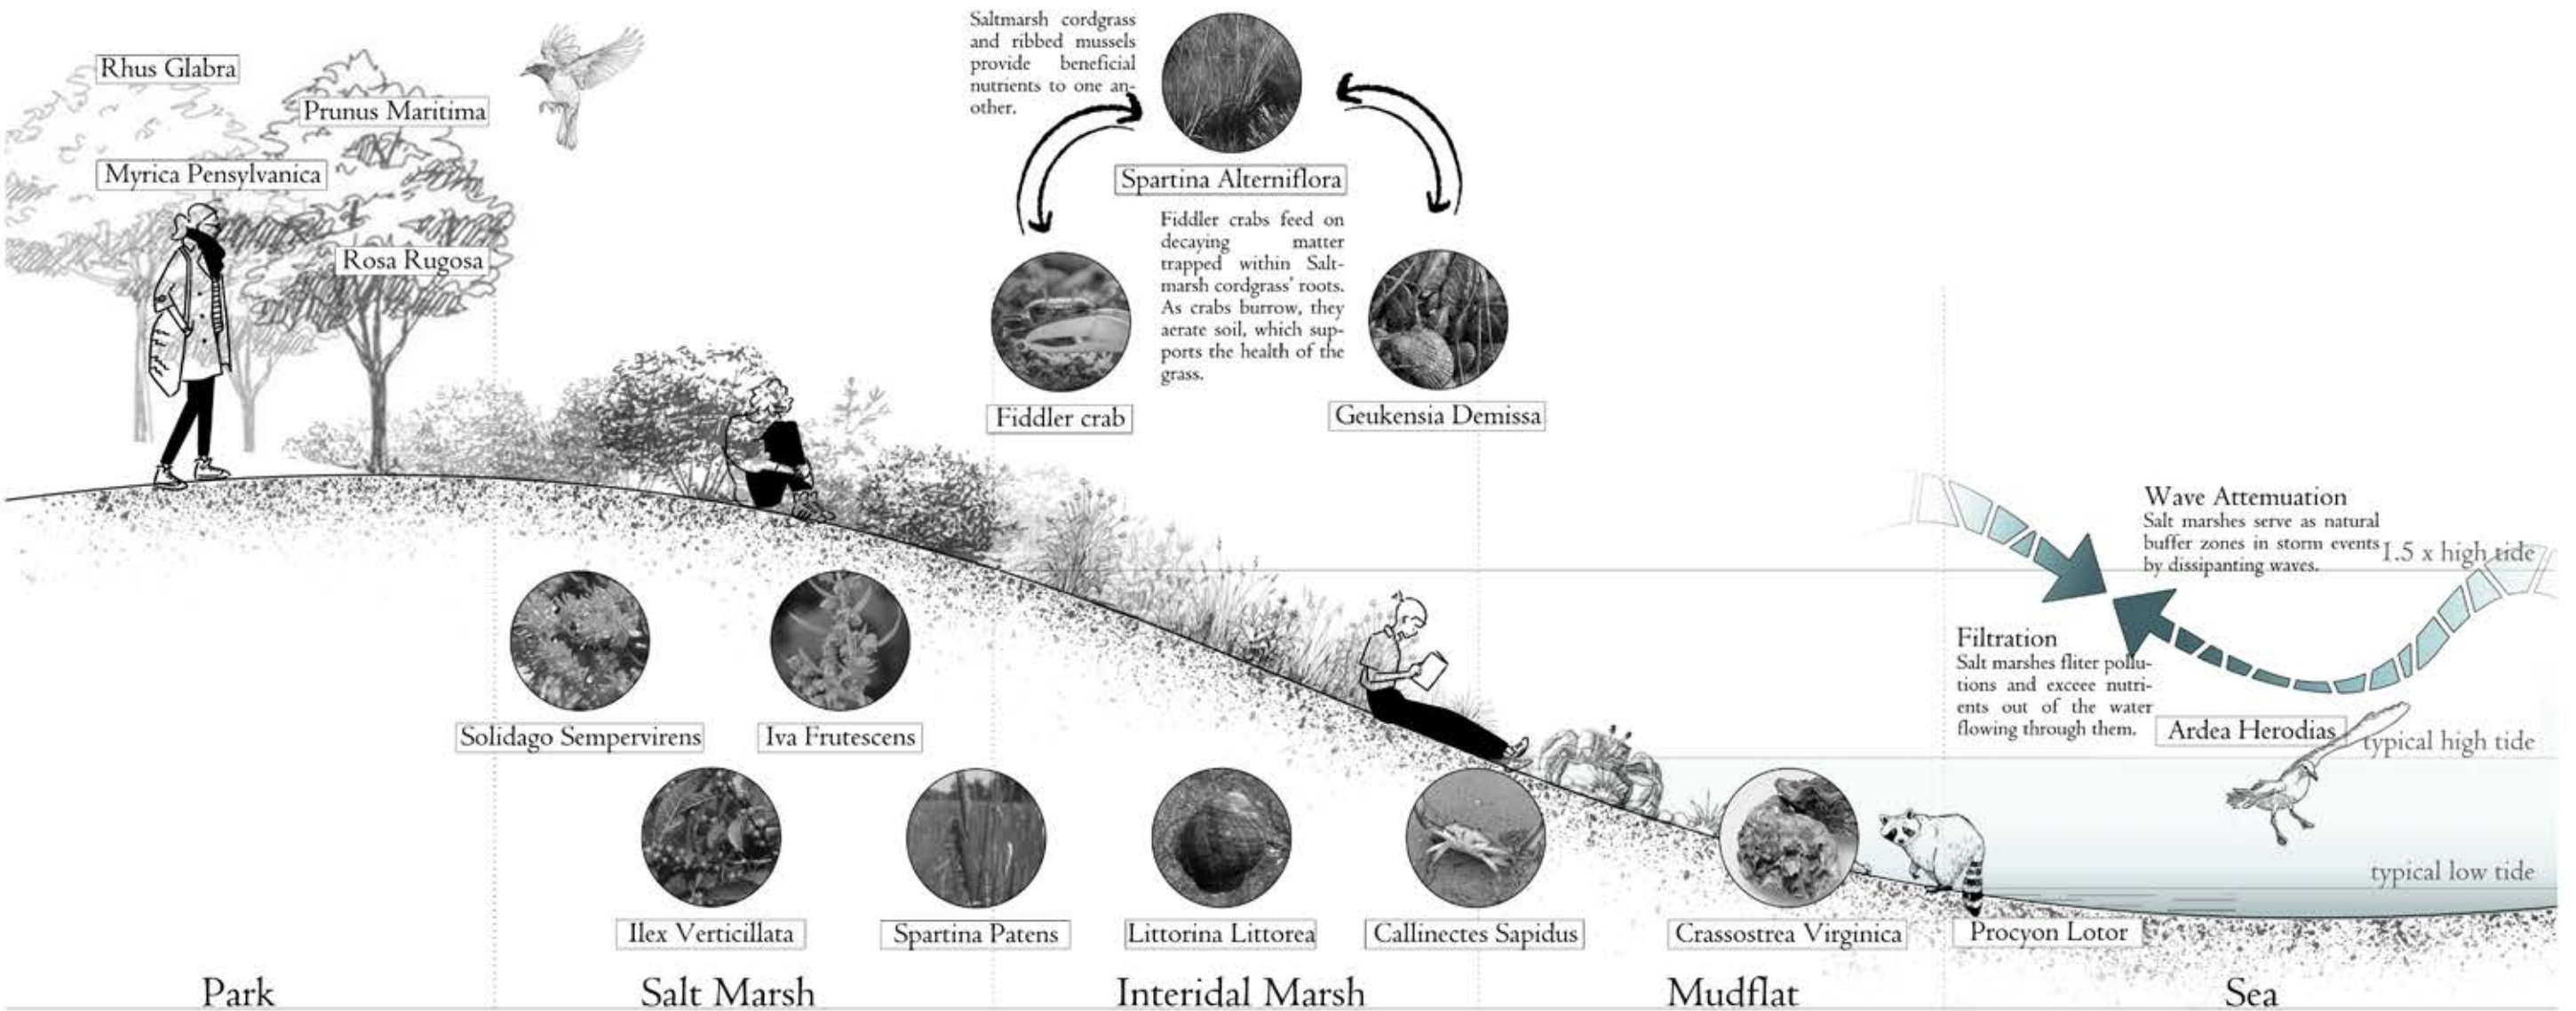 Rhus Glabra
Prunus Maritima
Myrica Pensylvanica
Rosa Rugosa
Saltmarsh cordgrass
and ribbed mussels
provide beneficial
nutrients to one an-
other.
Spartina Alterniflora
Fiddler crabs feed on
decaying matter
trapped within Salt-
marsh cordgrass' roots.
As crabs burrow, they
aerate soil, which sup-
ports the health of the
grass.
Fiddler crab
Geukensia Demissa
Wave Attemuation
Salt marshes serve as natural
buffer zones in storm events
by dissipanting waves.
1.5 x high tide
Filtration
Salt marshes fliter pollu-
tions and exceee nutri-
ents out of the water
flowing through them.
Ardea Herodias
typical high tide
typical low tide
Solidago Sempervirens
Iva Frutescens
Ilex Verticillata
Spartina Patens
Littorina Littorea
Callinectes Sapidus
Crassostrea Virginica
Procyon Lotor
Park
Salt Marsh
Interidal Marsh
Mudflat
Sea